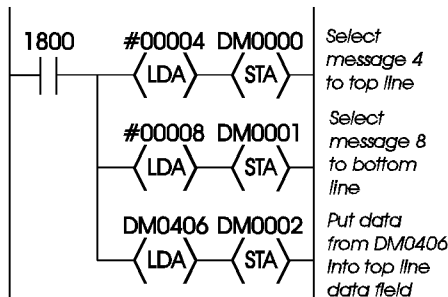 1800
#00004 DM0000
LDA STA
Select
message 4
to top line
#00008 DM0001
LDA STA
Select
message 8
to bottom
line
DM0406 DM0002
LDA STA
Put data
from DM0406
into top line
data field